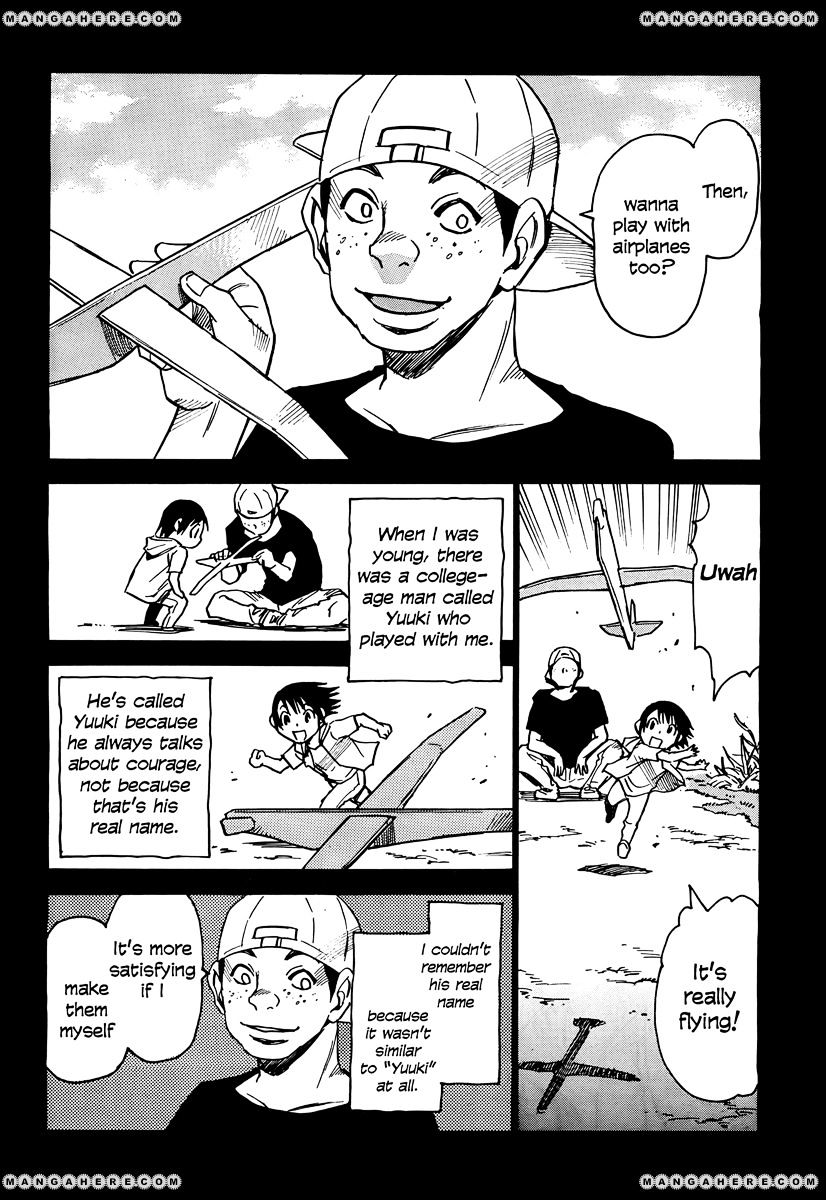 MANGAHERE.COM
MANGAHERE.COM
Then,
wanna
play with
airplanes
too?
Uwah
It's
really
flying!
When I was
young, there
was a college-
age man called
Yuuki who
played with me.
He's called
Yuuki because
he always talks
about courage,
not because
that's his
real name.
I couldn't
remember
his real
name
because
it wasn't
similar
to "Yuuki"
at all.
It's more
satisfying
if I
make
them
myself
MANGAHERE.COM
MANGAHERE.COM